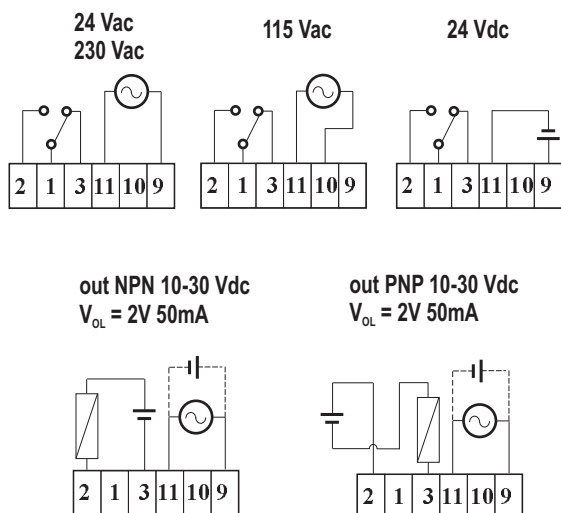 24 Vac
230 Vac
115 Vac
24 Vdc
2 1 3 11 10 9
2 1 3 11 10 9
2 1 3 11 10 9
out NPN 10-30 Vdc
VOL = 2V 50mA
out PNP 10-30 Vdc
VOL = 2V 50mA
2 1 3 11 10 9
2 1 3 11 10 9